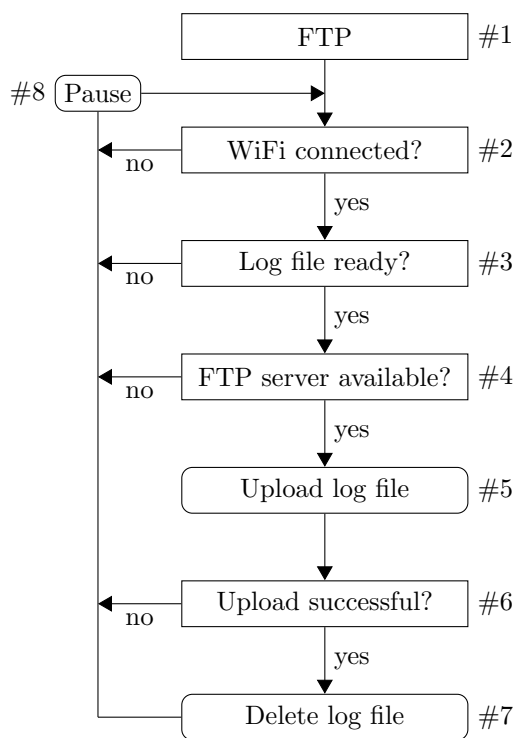 FTP #1
#8 Pause
WiFi connected? #2
no
yes
Log file ready? #3
no
yes
FTP server available? #4
no
yes
Upload log file #5
Upload successful? #6
no
yes
Delete log file #7